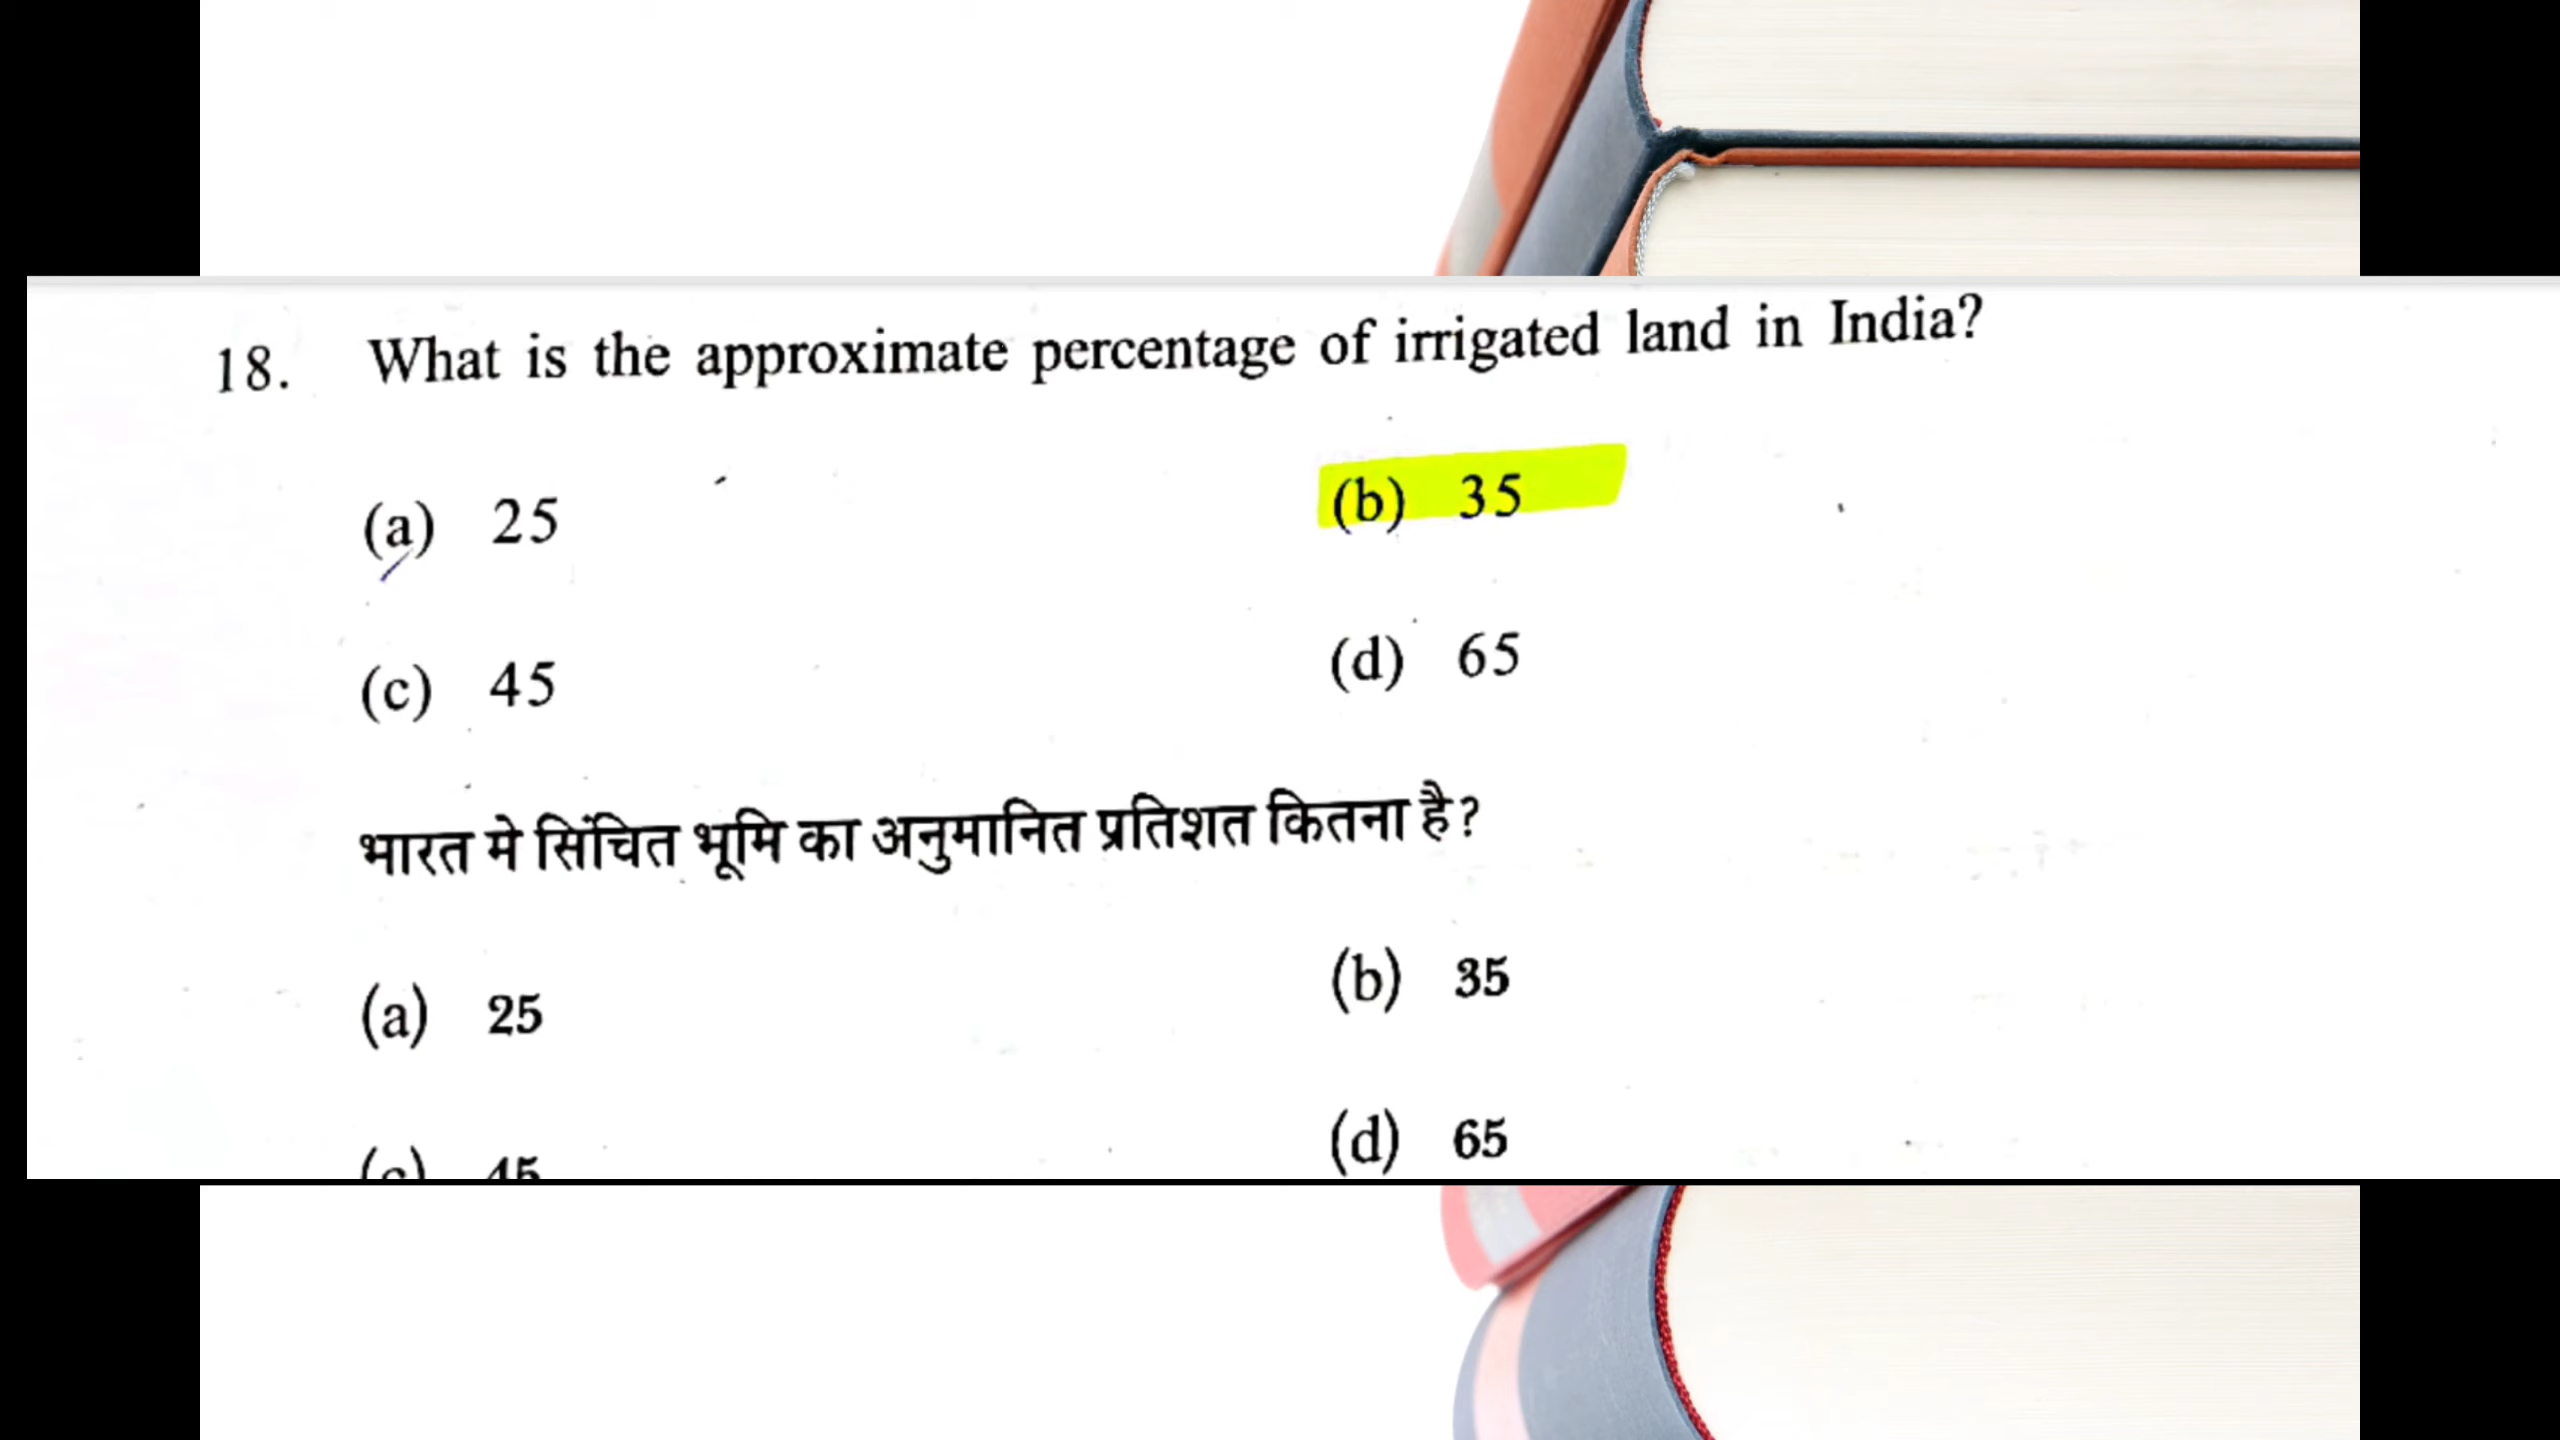 18. What is the approximate percentage of irrigated land in India?
(a) 25 (b) 35
(c) 45 (d) 65
भारत मे सिंचित भूमि का अनुमानित प्रतिशत कितना है?
(a) 25 (b) 35
(c) 45 (d) 65